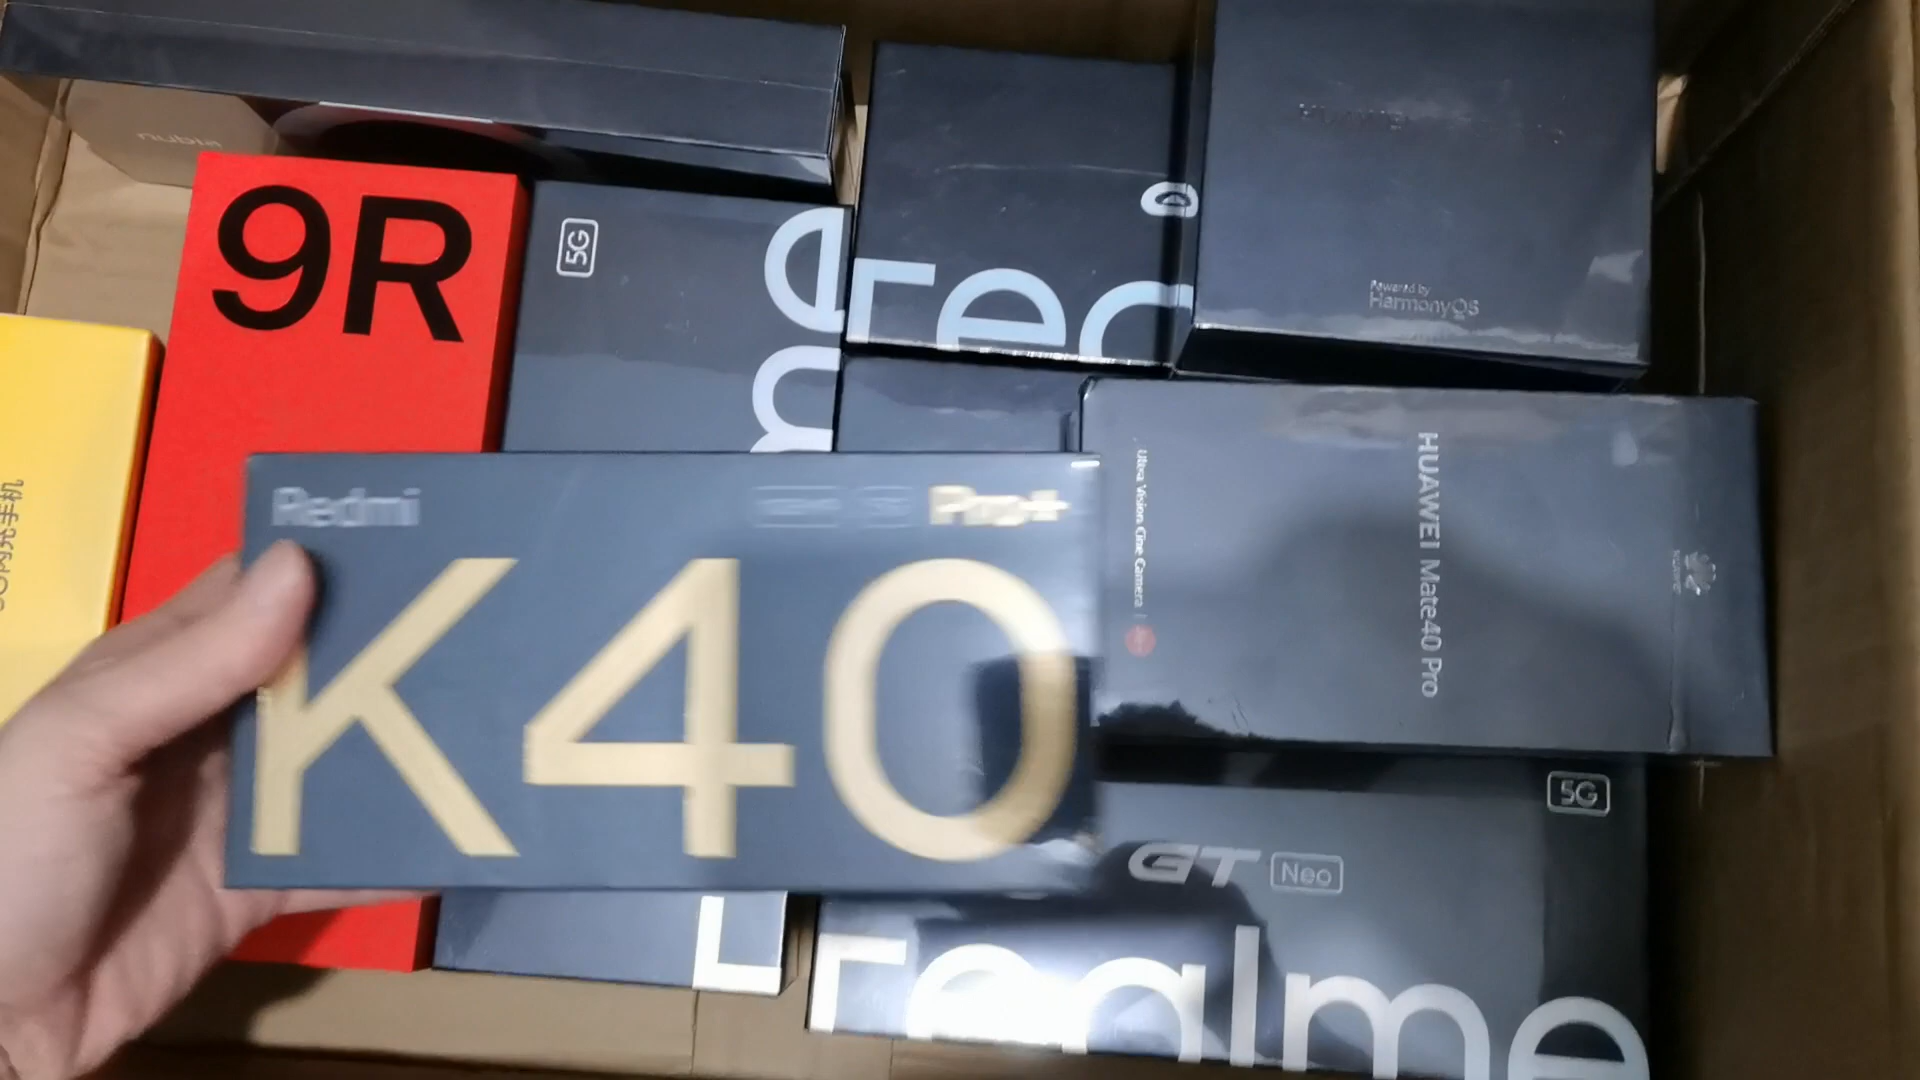 nubia
9R
5G
HUAWEI
Powered by
HarmonyOS
Redmi
Pro+
K40
Ultra Vision Cine Camera
HUAWEI Mate40 Pro
HUAWEI
5G
GT Neo
realme